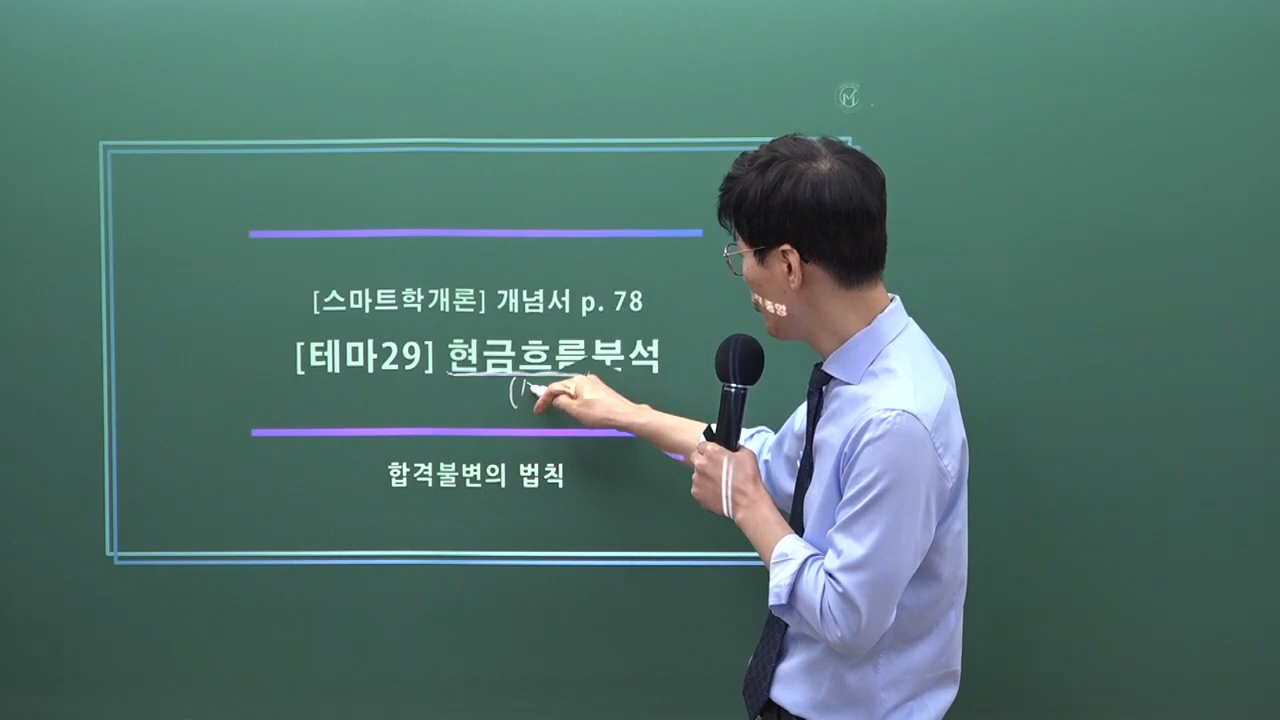 [스마트학개론] 개념서 p. 78
[테마29] 현금흐름분석
합격불변의 법칙